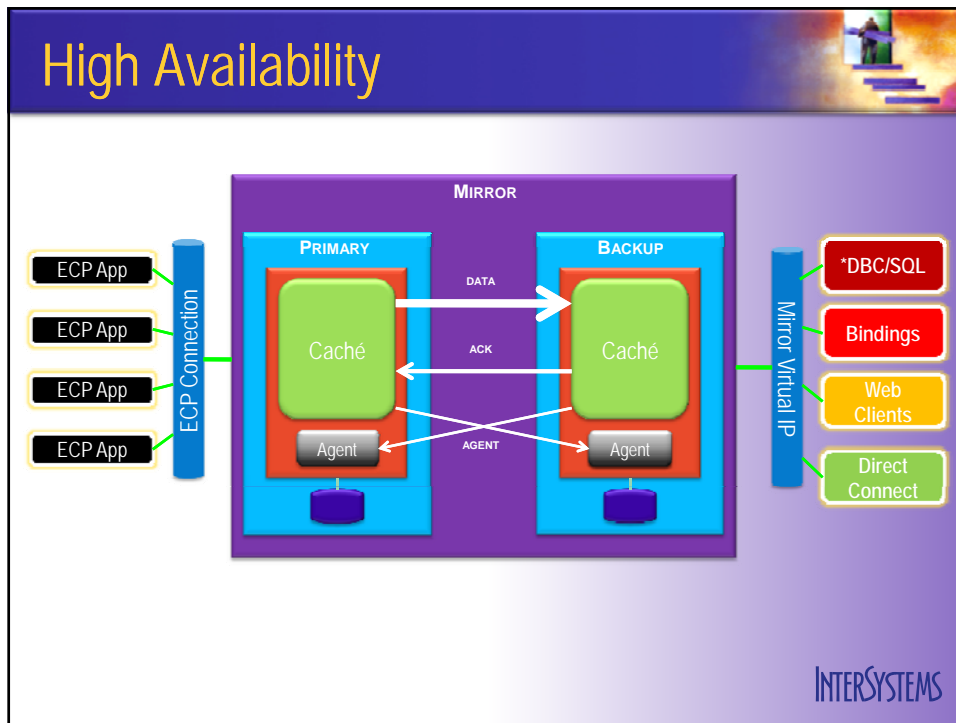 High Availability
MIRROR
PRIMARY
BACKUP
ECP App
ECP App
ECP App
ECP App
ECP Connection
Caché
Agent
DATA
ACK
AGENT
Caché
Agent
Mirror Virtual IP
*DBC/SQL
Bindings
Web
Clients
Direct
Connect
INTERSYSTEMS